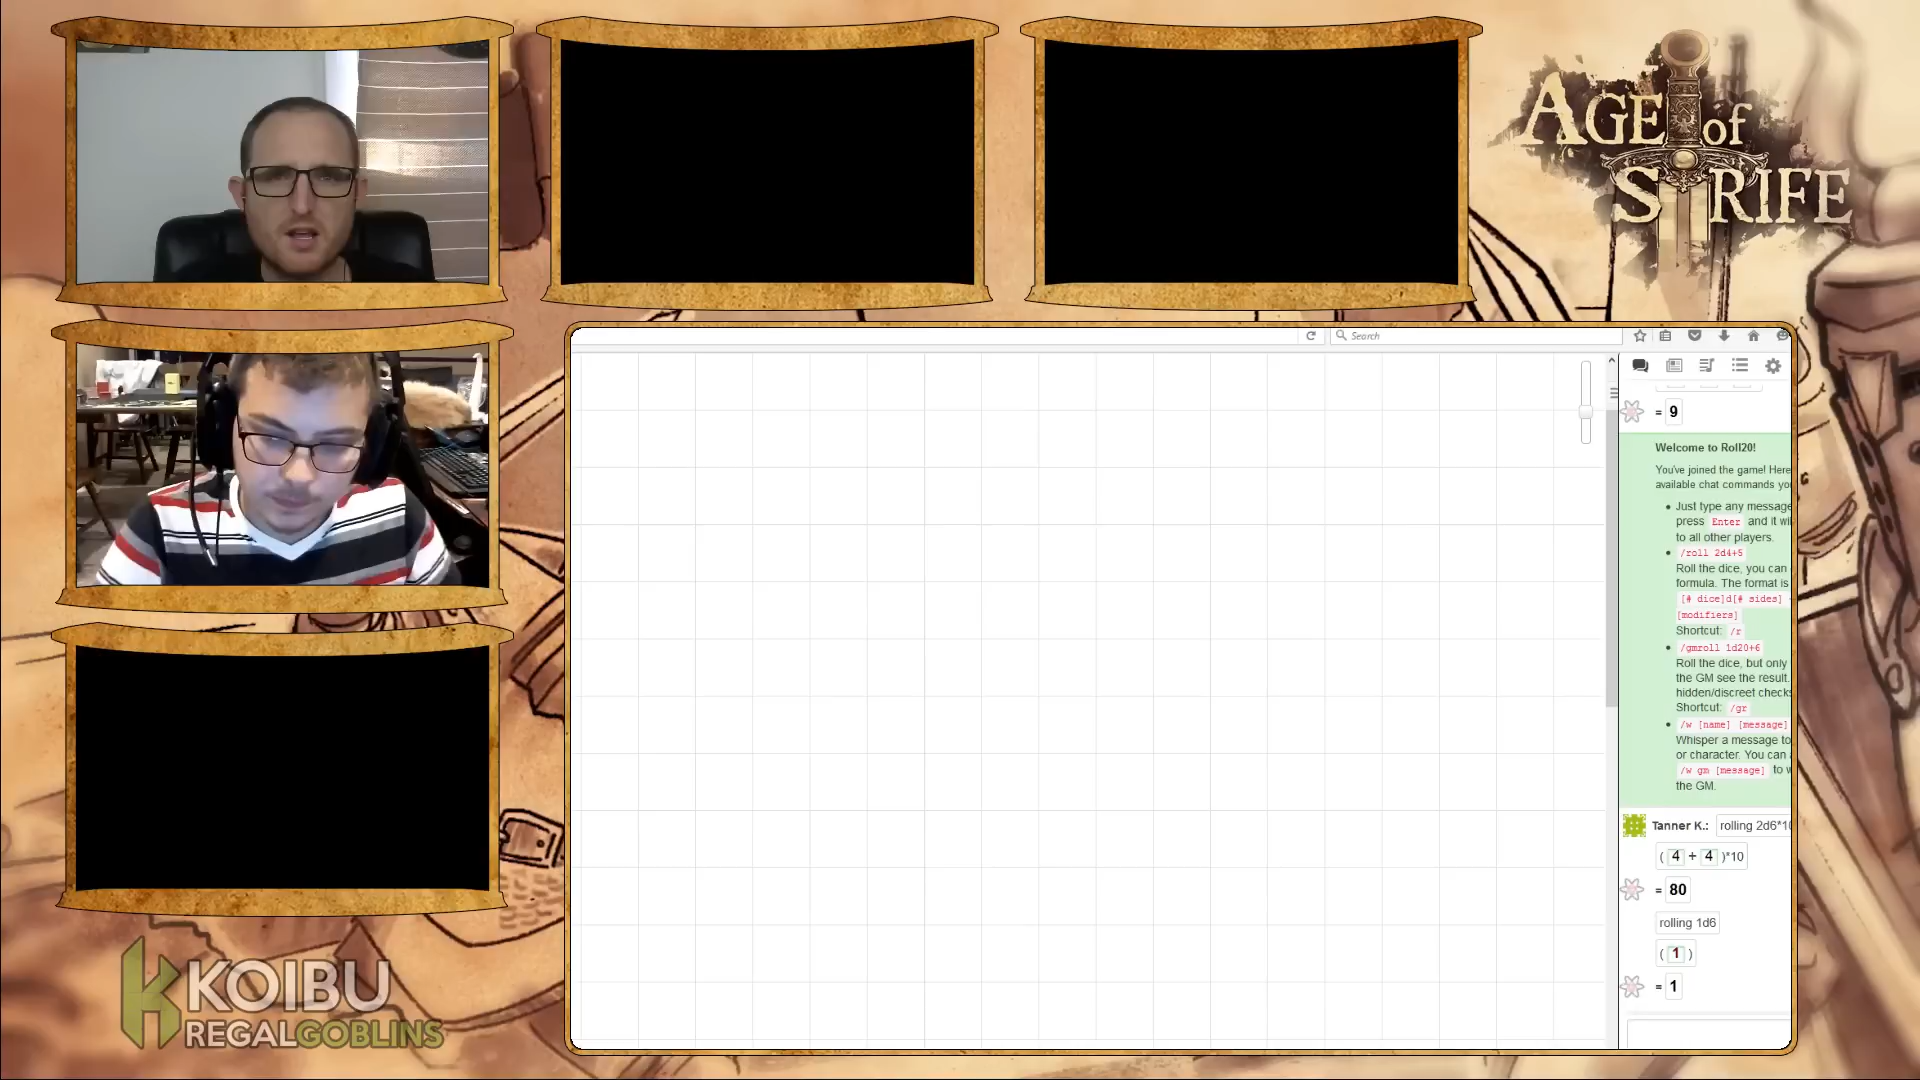 AGE of
STRIFE
Search
= 9
Welcome to Roll20!
You've joined the game! Here
available chat commands
Just type any message
press Enter and it
to all other players.
/roll 2d4+5
Roll the dice, you can
formula. The format is
[# dice]d[# sides]
[modifiers]
Shortcut: /r
/gmroll 1d20+6
Roll the dice, but only
the GM see the result.
hidden/discreet checks
Shortcut: /gr
/w [name] [message]
Whisper a message to
or character. You can
/w gm [message] to
the GM.
Tanner K.: rolling 2d6*10
( 4 + 4 )*10
= 80
rolling 1d6
( 1 )
= 1
KOIBU
REGALGOBLINS